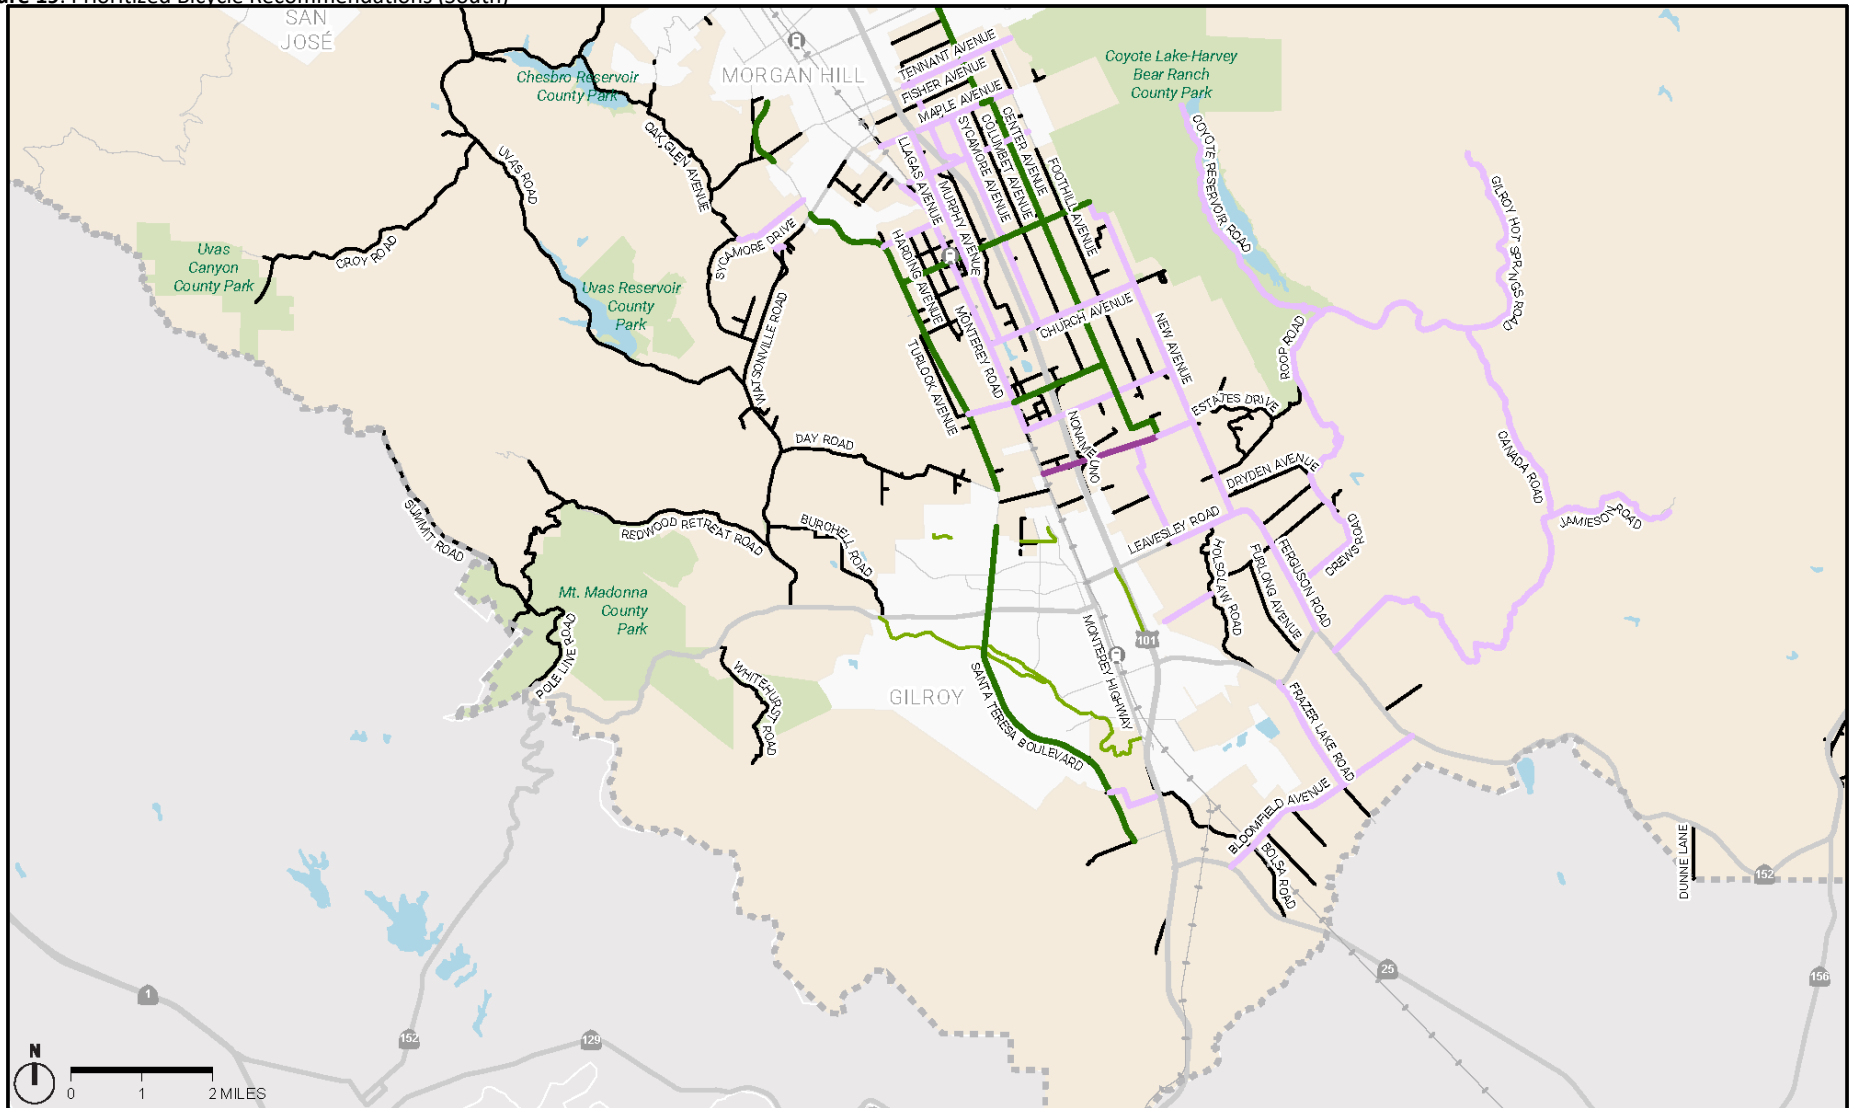 Prioritized Bicycle Recommendations (South)
SAN
JOSÉ
MORGAN HILL
Chesbro Reservoir
County Park
Coyote Lake-Harvey
Bear Ranch
County Park
TENNANT AVENUE
FISHER AVENUE
MAPLE AVENUE
OAK GLEN AVENUE
UVAS ROAD
LLAGAS AVENUE
SYCAMORE AVENUE
COLUMBET AVENUE
CENTER AVENUE
FOOTHILL AVENUE
MURPHY AVENUE
COYOTE RESERVOIR ROAD
GILROY HOT SPRINGS ROAD
Uvas
Canyon
County Park
CROY ROAD
SYCAMORE DRIVE
HARDING AVENUE
Uvas Reservoir
County
Park
WATSONVILLE ROAD
MONTEREY ROAD
CHURCH AVENUE
NEW AVENUE
ROOP ROAD
TURLOCK AVENUE
ESTATES DRIVE
DAY ROAD
NONAME UNO
DRYDEN AVENUE
CANADA ROAD
SUMMIT ROAD
REDWOOD RETREAT ROAD
BURCHELL ROAD
LEAVESLEY ROAD
JAMIESON ROAD
CREWS ROAD
HOLSCLAW ROAD
FURLONG AVENUE
FERGUSON ROAD
Mt. Madonna
County
Park
POLE LINE ROAD
101
MONTEREY HIGHWAY
WHITEHURST ROAD
GILROY
SANTA TERESA BOULEVARD
FRAZER LAKE ROAD
BLOOMFIELD AVENUE
BOLSA ROAD
DUNNE LANE
152
25
156
1
152
129
N
0 1 2 MILES